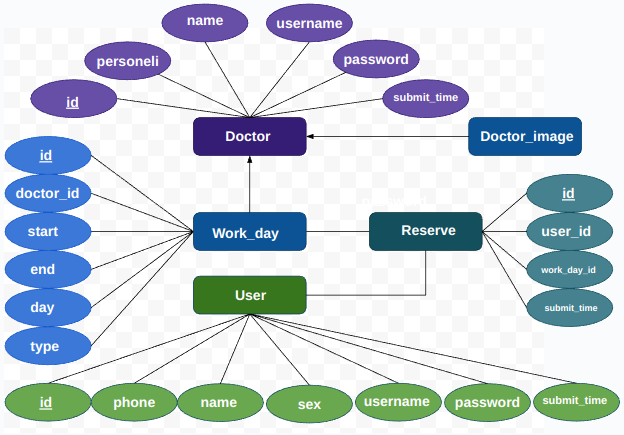 name
username
personeli
password
id
submit_time
Doctor
Doctor_image
id
doctor_id
start
end
day
type
Work_day
Reserve
User
id
user_id
work_day_id
submit_time
id
phone
name
sex
username
password
submit_time